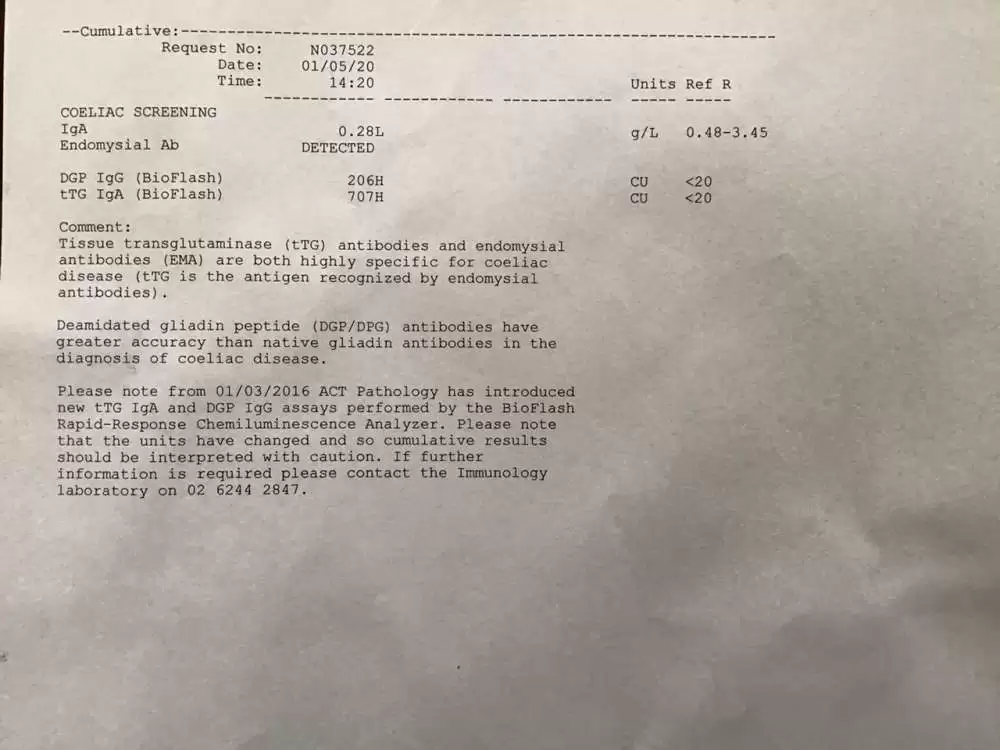 --Cumulative:-----------------------------------------------------------------
Request No: N037522
Date: 01/05/20
Time: 14:20 Units Ref R
------------ ------------ ------------ ----- -----
COELIAC SCREENING
IgA 0.28L g/L 0.48-3.45
Endomysial Ab DETECTED
DGP IgG (BioFlash) 206H CU <20
tTG IgA (BioFlash) 707H CU <20
Comment:
Tissue transglutaminase (tTG) antibodies and endomysial
antibodies (EMA) are both highly specific for coeliac
disease (tTG is the antigen recognized by endomysial
antibodies).
Deamidated gliadin peptide (DGP/DPG) antibodies have
greater accuracy than native gliadin antibodies in the
diagnosis of coeliac disease.
Please note from 01/03/2016 ACT Pathology has introduced
new tTG IgA and DGP IgG assays performed by the BioFlash
Rapid-Response Chemiluminescence Analyzer. Please note
that the units have changed and so cumulative results
should be interpreted with caution. If further
information is required please contact the Immunology
laboratory on 02 6244 2847.